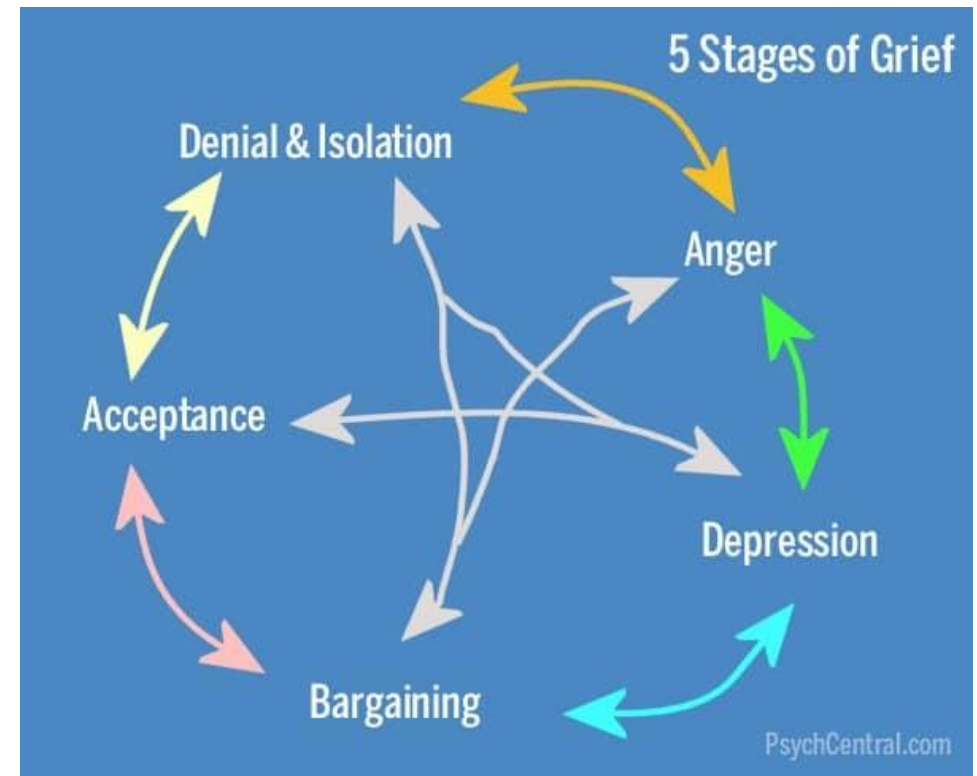 5 Stages of Grief
Denial & Isolation
Anger
Acceptance
Depression
Bargaining
PsychCentral.com